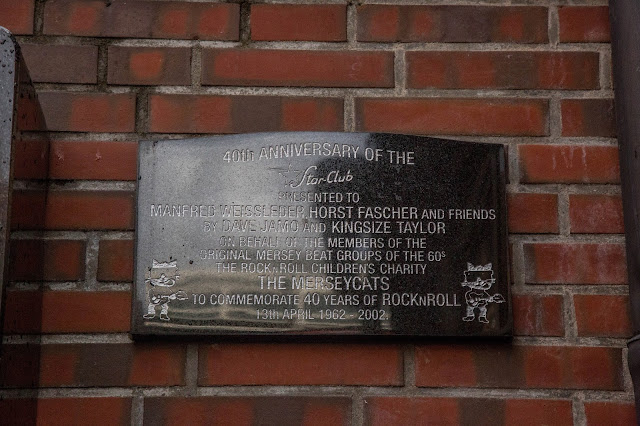 40th ANNIVERSARY OF THE
Star-Club
PRESENTED TO
MANFRED WEISSLEDER, HORST FASCHER AND FRIENDS
BY DAVE JAMO AND KINGSIZE TAYLOR
ON BEHALF OF THE MEMBERS OF THE
ORIGINAL MERSEY BEAT GROUPS OF THE 60s
THE ROCKNROLL CHILDREN'S CHARITY
THE MERSEYCATS
TO COMMEMORATE 40 YEARS OF ROCKNROLL
13th APRIL 1962 - 2002